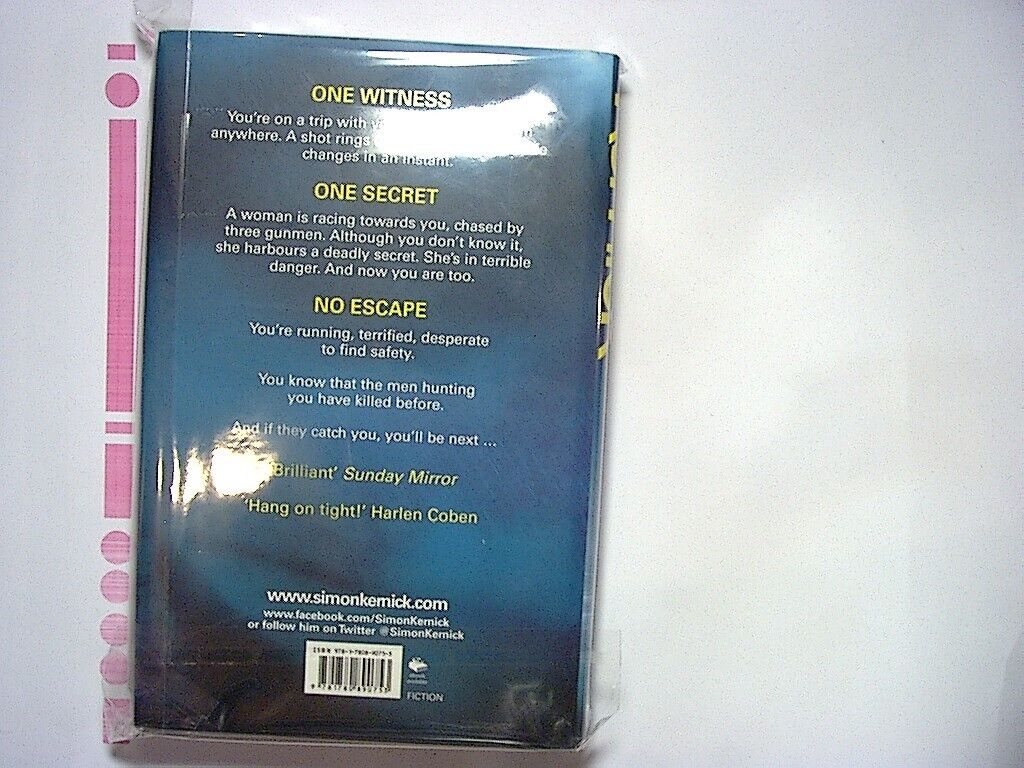 ONE WITNESS
You're on a trip with
anywhere. A shot rings
changes in an instant.
ONE SECRET
A woman is racing towards you, chased by
three gunmen. Although you don't know it,
she harbours a deadly secret. She's in terrible
danger. And now you are too.
NO ESCAPE
You're running, terrified, desperate
to find safety.
You know that the men hunting
you have killed before.
And if they catch you, you'll be next ...
Brilliant' Sunday Mirror
'Hang on tight!' Harlen Coben
www.simonkernick.com
www.facebook.com/SimonKernick
or follow him on Twitter @SimonKernick
ISBN
FICTION